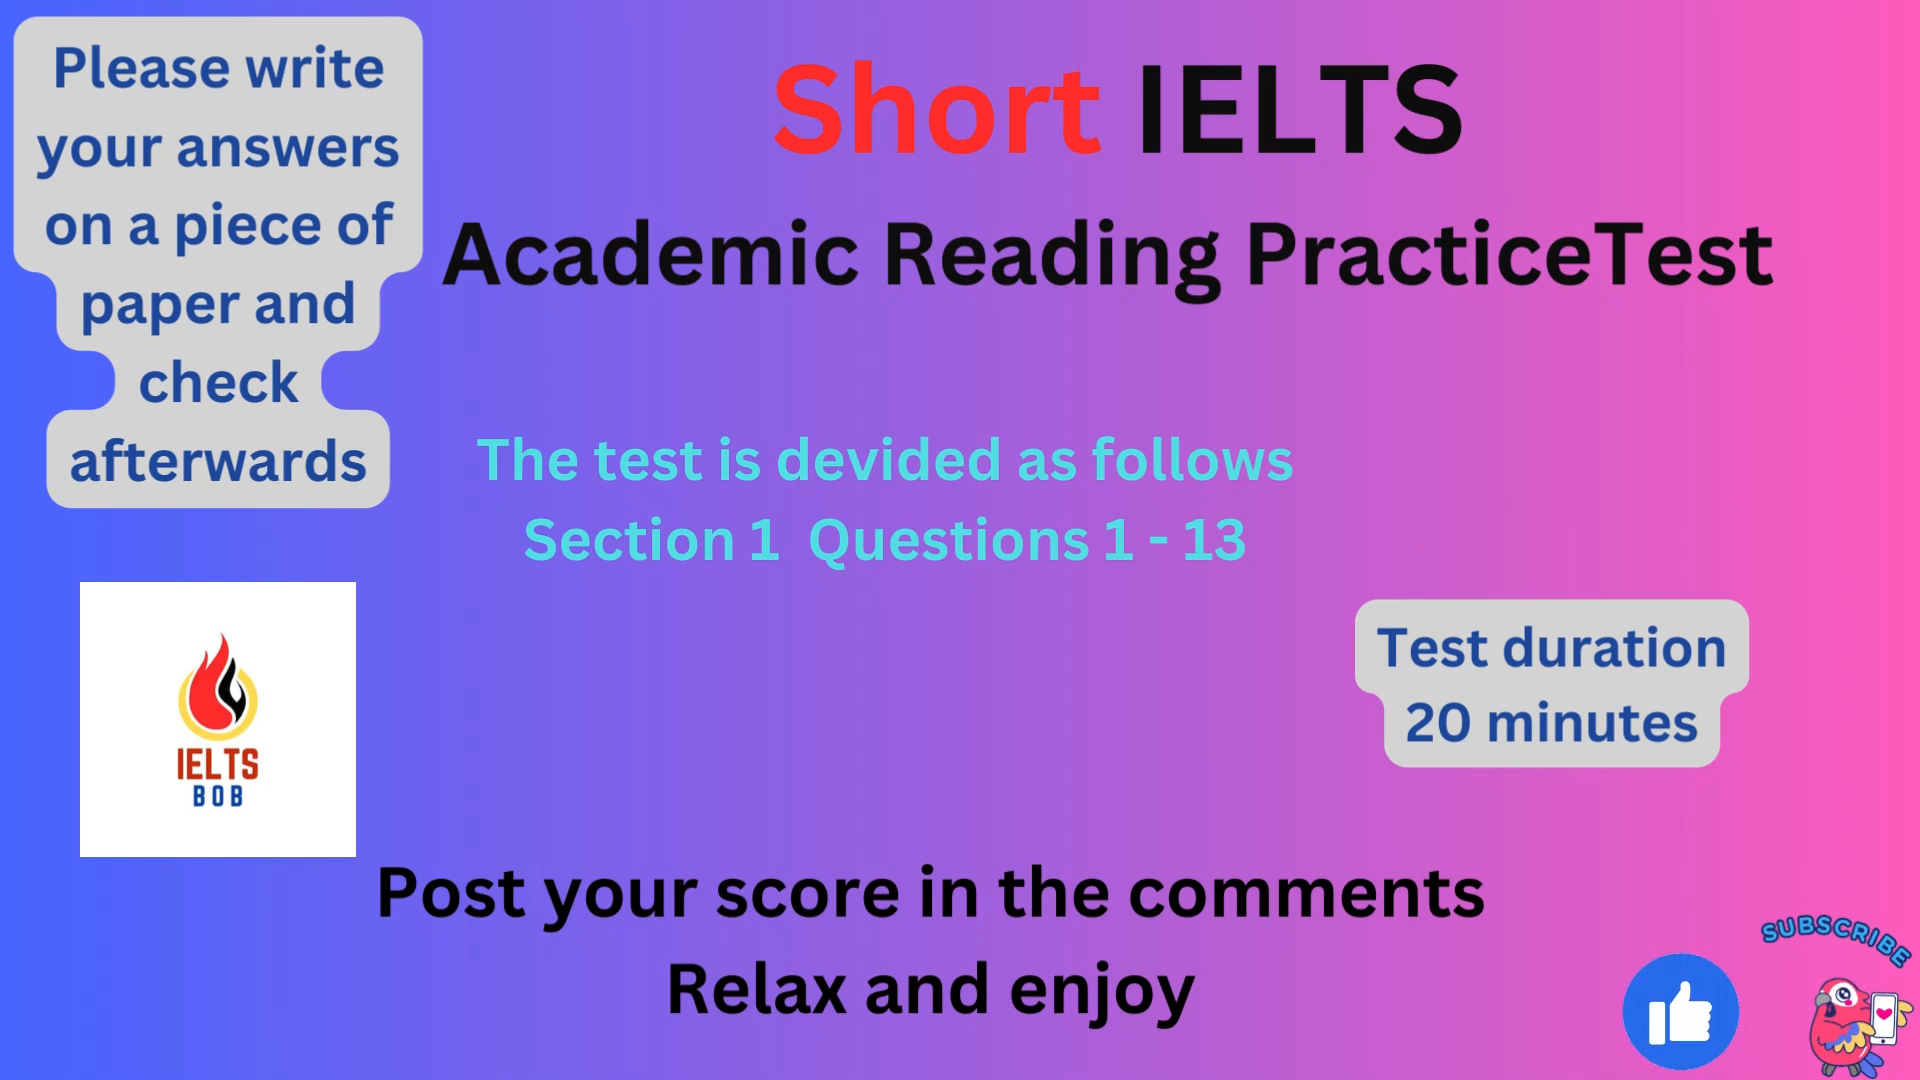 Please write
your answers
on a piece of
paper and
check
afterwards
Short IELTS
Academic Reading PracticeTest
The test is devided as follows
Section 1 Questions 1 - 13
IELTS
BOB
Test duration
20 minutes
Post your score in the comments
Relax and enjoy
SUBSCRIBE